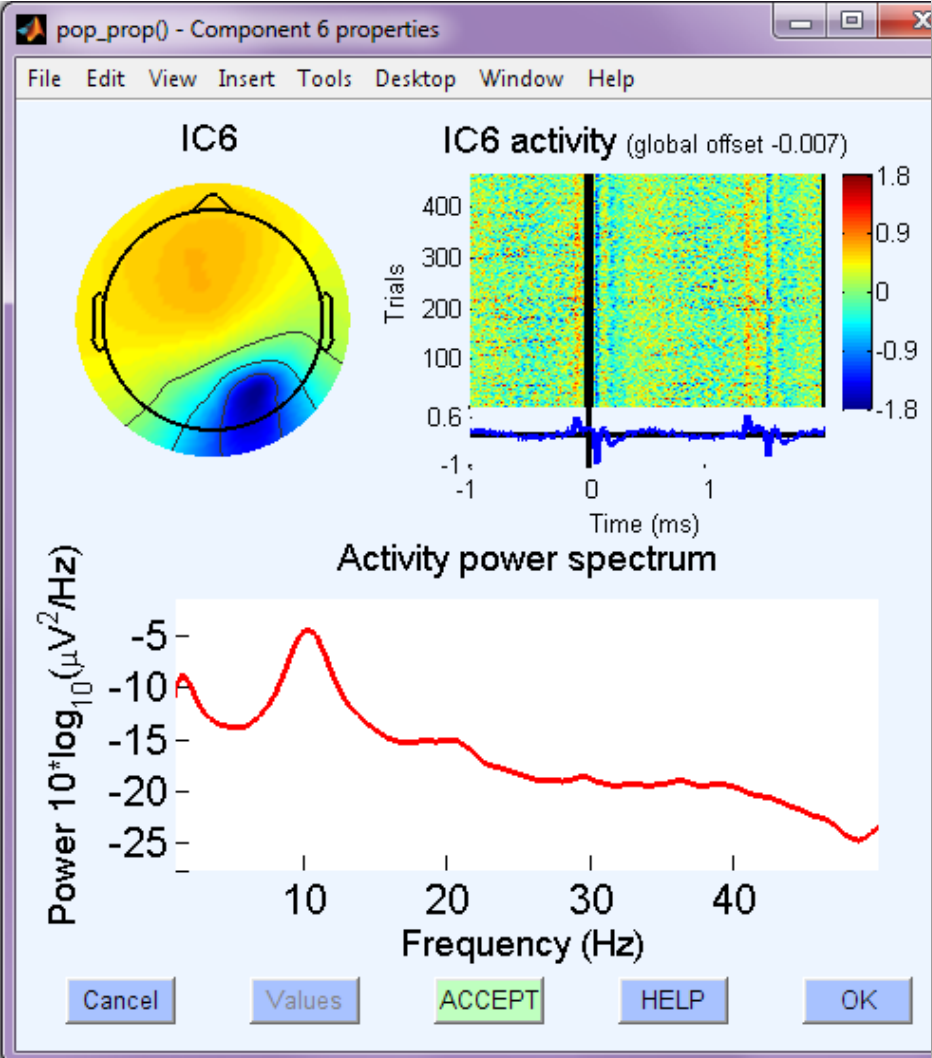 pop_prop() - Component 6 properties
File Edit View Insert Tools Desktop Window Help
IC6
IC6 activity (global offset -0.007)
Trials
400
300
200
100
1.8
0.9
0
-0.9
-1.8
0.6
-1
-1 0 1
Time (ms)
Activity power spectrum
Power 10*log₁₀(μV²/Hz)
-5
-10
-15
-20
-25
10 20 30 40
Frequency (Hz)
Cancel Values ACCEPT HELP OK